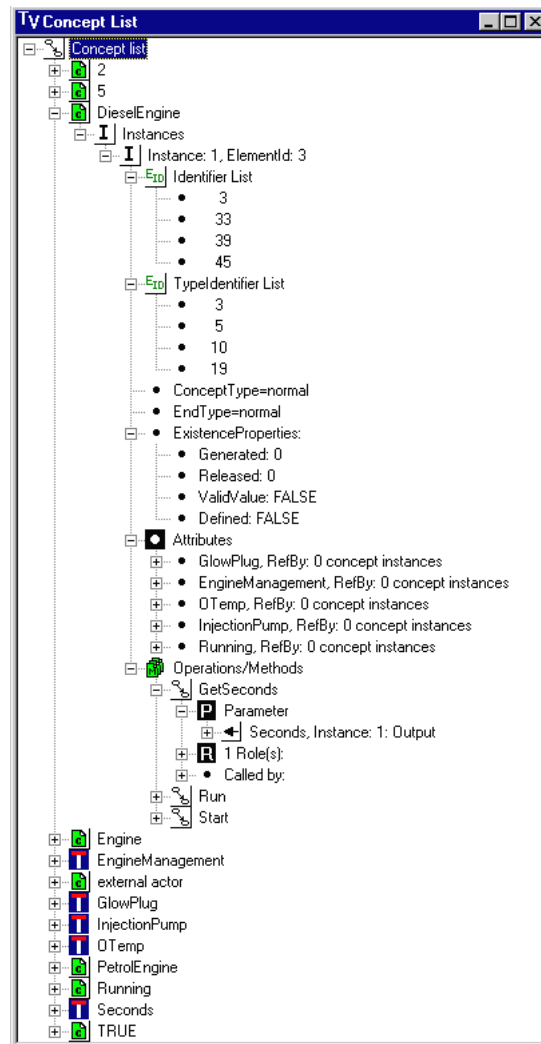 TV Concept List
Concept list
c 2
c 5
c DieselEngine
I Instances
I Instance: 1, ElementId: 3
EID Identifier List
3
33
39
45
EID TypeIdentifier List
3
5
10
19
ConceptType=normal
EndType=normal
ExistenceProperties:
Generated: 0
Released: 0
ValidValue: FALSE
Defined: FALSE
Attributes
GlowPlug, RefBy: 0 concept instances
EngineManagement, RefBy: 0 concept instances
OTemp, RefBy: 0 concept instances
InjectionPump, RefBy: 0 concept instances
Running, RefBy: 0 concept instances
Operations/Methods
GetSeconds
P Parameter
Seconds, Instance: 1: Output
R 1 Role(s):
Called by:
Run
Start
c Engine
T EngineManagement
c external actor
T GlowPlug
T InjectionPump
T OTemp
c PetrolEngine
c Running
T Seconds
c TRUE